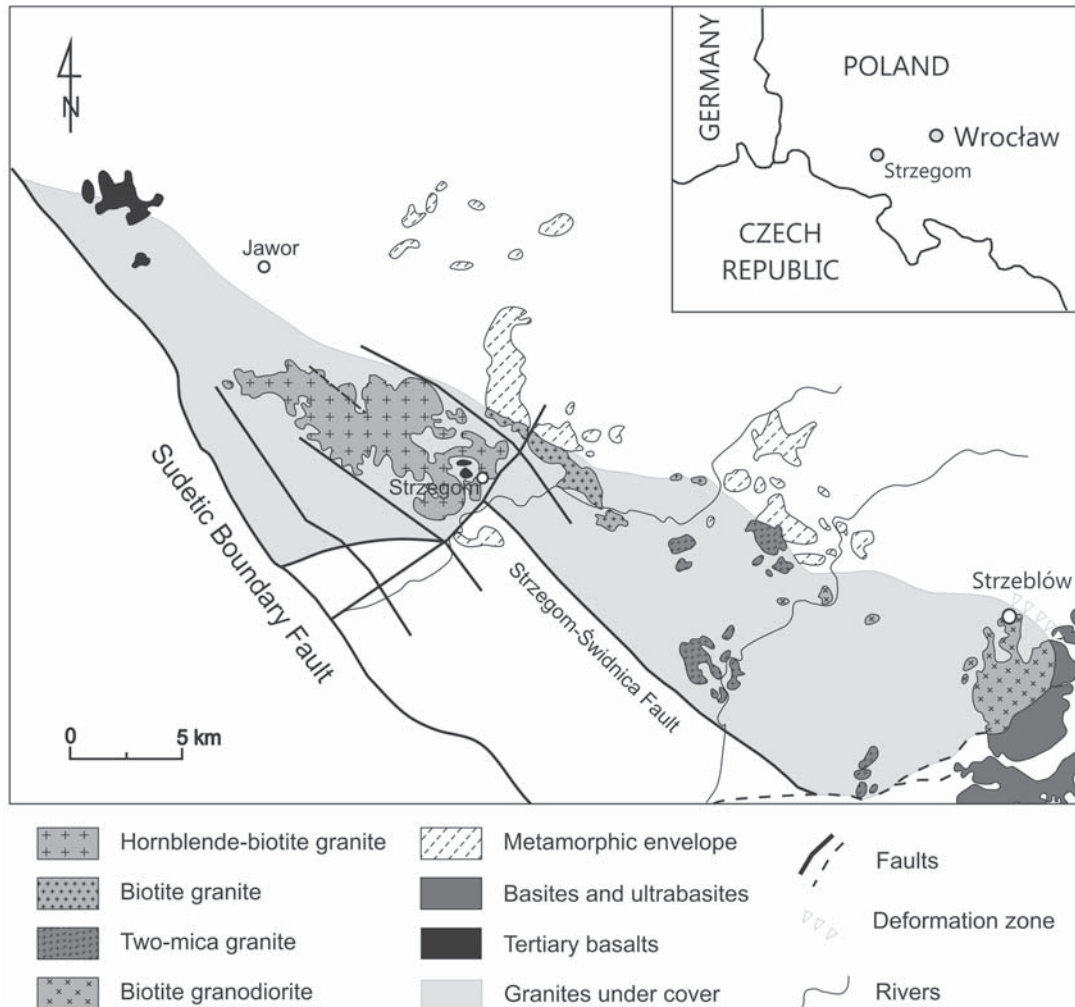 N
GERMANY
POLAND
Wrocław
Strzegom
CZECH
REPUBLIC
Jawor
Strzegom
Sudetic Boundary Fault
Strzegom-Świdnica Fault
Strzeblów
0 5 km
Hornblende-biotite granite
Biotite granite
Two-mica granite
Biotite granodiorite
Metamorphic envelope
Basites and ultrabasites
Tertiary basalts
Granites under cover
Faults
Deformation zone
Rivers